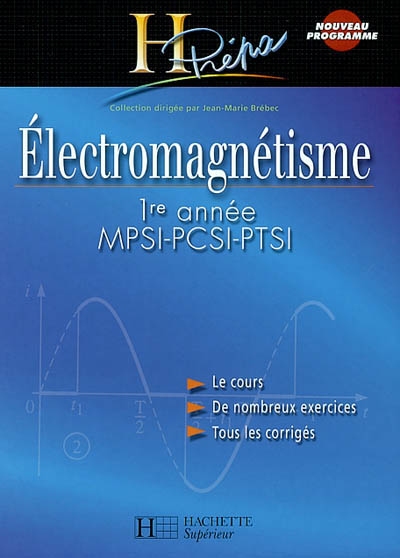 H Prépa
NOUVEAU
PROGRAMME
Collection dirigée par Jean-Marie Brébec
Électromagnétisme
1re année
MPSI-PCSI-PTSI
i
Le cours
0 t1 T/2 t
De nombreux exercices
2
Tous les corrigés
H HACHETTE
Supérieur